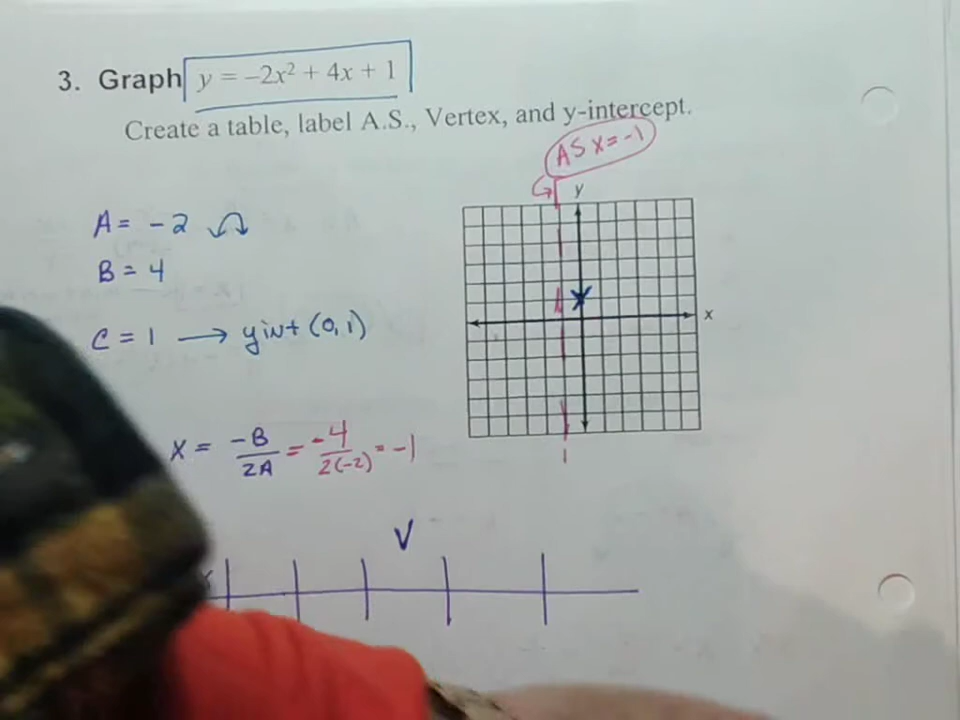 3. Graph y = –2x² + 4x + 1
Create a table, label A.S., Vertex, and y-intercept.
AS X = -1
y
A = -2
B = 4
x
C = 1 → yint (0, 1)
X = -B/2A = -4/2(-2) = -1
V